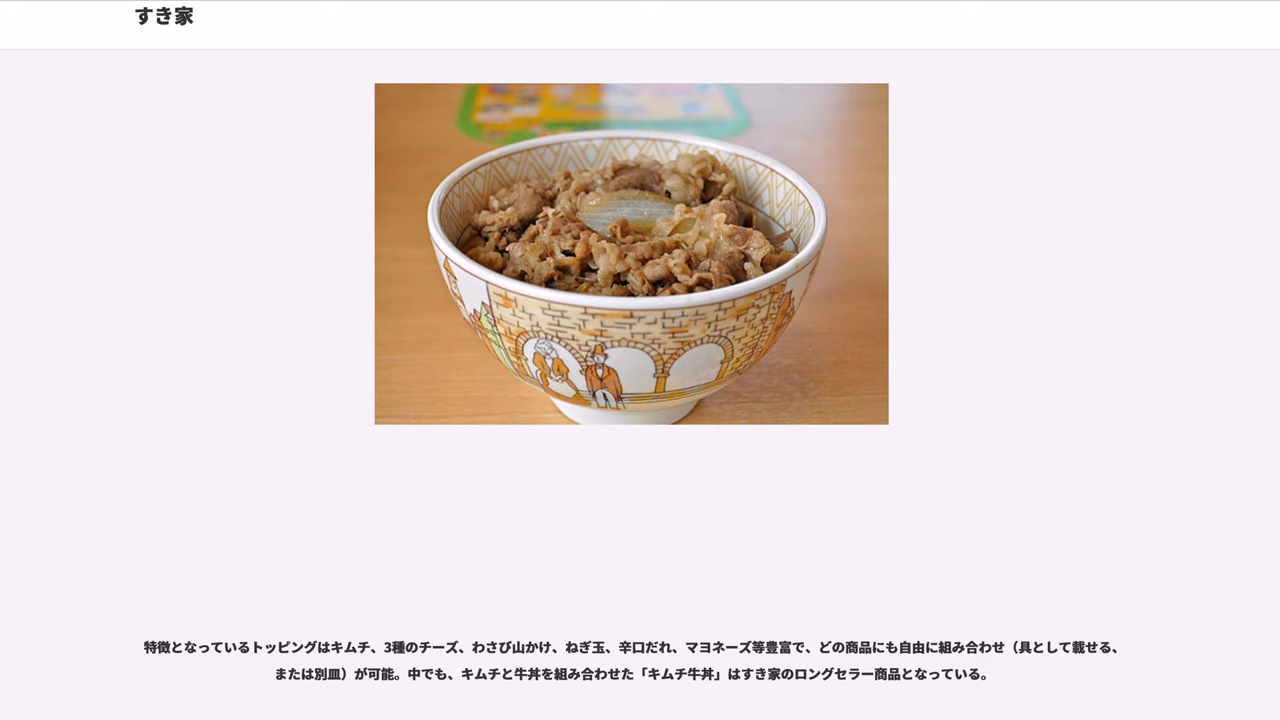 すき家
特徴となっているトッピングはキムチ、3種のチーズ、わさび山かけ、ねぎ玉、辛口だれ、マヨネーズ等豊富で、どの商品にも自由に組み合わせ（具として載せる、
または別皿）が可能。中でも、キムチと牛丼を組み合わせた「キムチ牛丼」はすき家のロングセラー商品となっている。